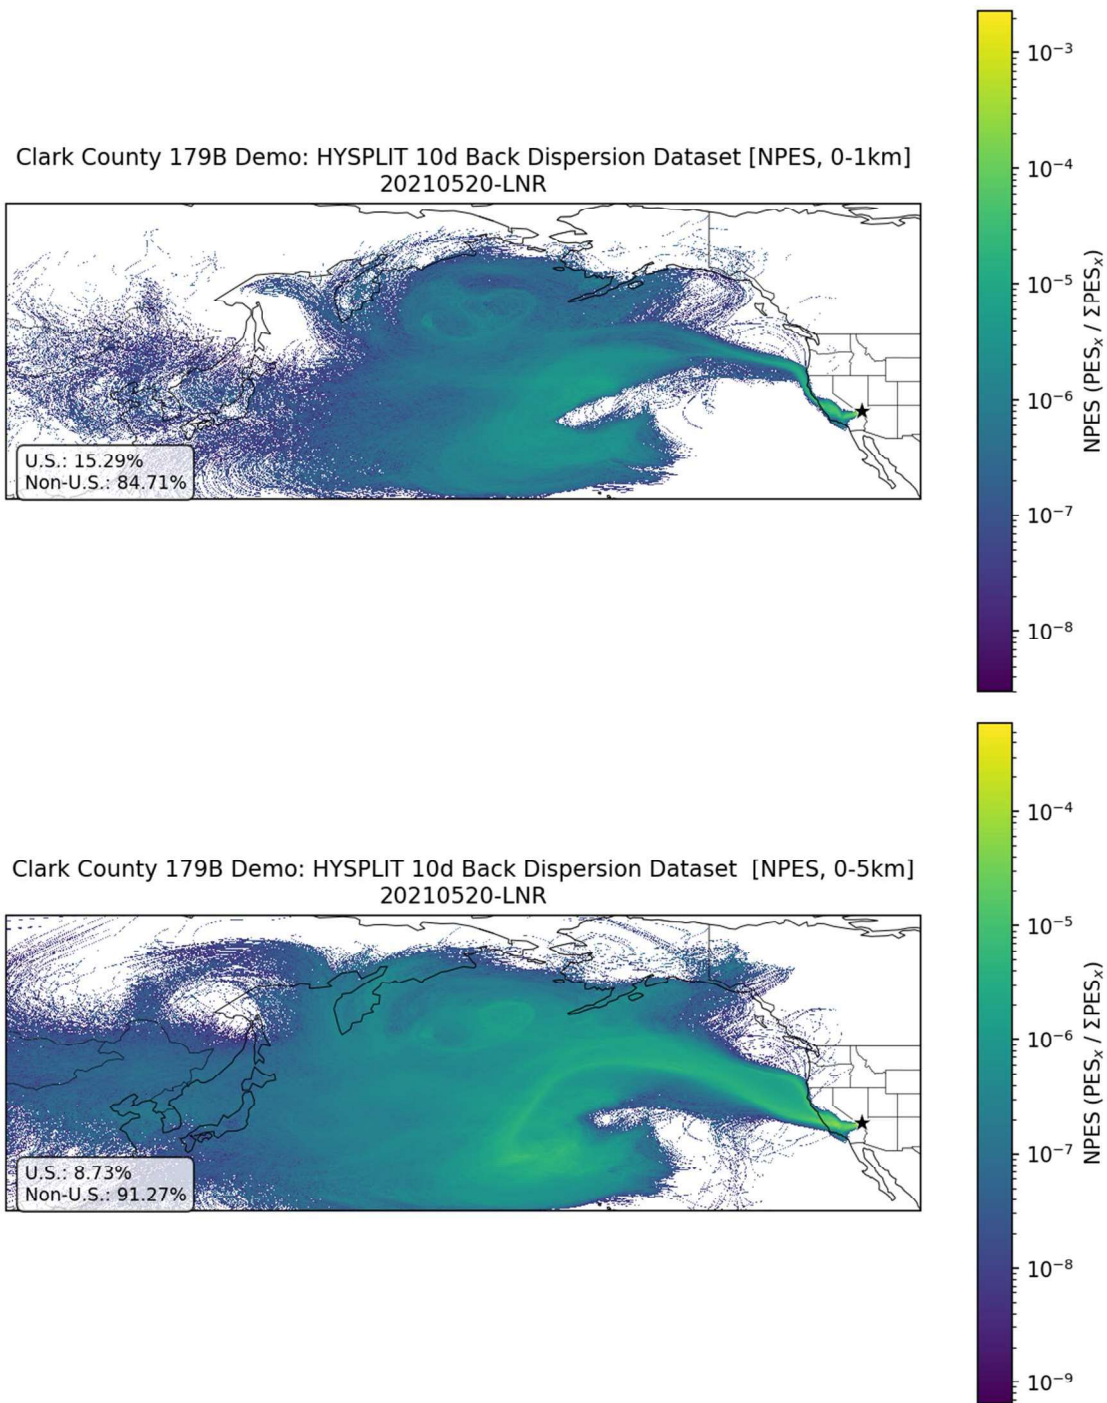 10⁻³
Clark County 179B Demo: HYSPLIT 10d Back Dispersion Dataset [NPES, 0-1km]
20210520-LNR
10⁻⁴
10⁻⁵
NPES (PESₓ / ΣPESₓ)
10⁻⁶
U.S.: 15.29%
Non-U.S.: 84.71%
10⁻⁷
10⁻⁸
10⁻⁴
Clark County 179B Demo: HYSPLIT 10d Back Dispersion Dataset  [NPES, 0-5km]
20210520-LNR
10⁻⁵
10⁻⁶
NPES (PESₓ / ΣPESₓ)
10⁻⁷
U.S.: 8.73%
Non-U.S.: 91.27%
10⁻⁸
10⁻⁹